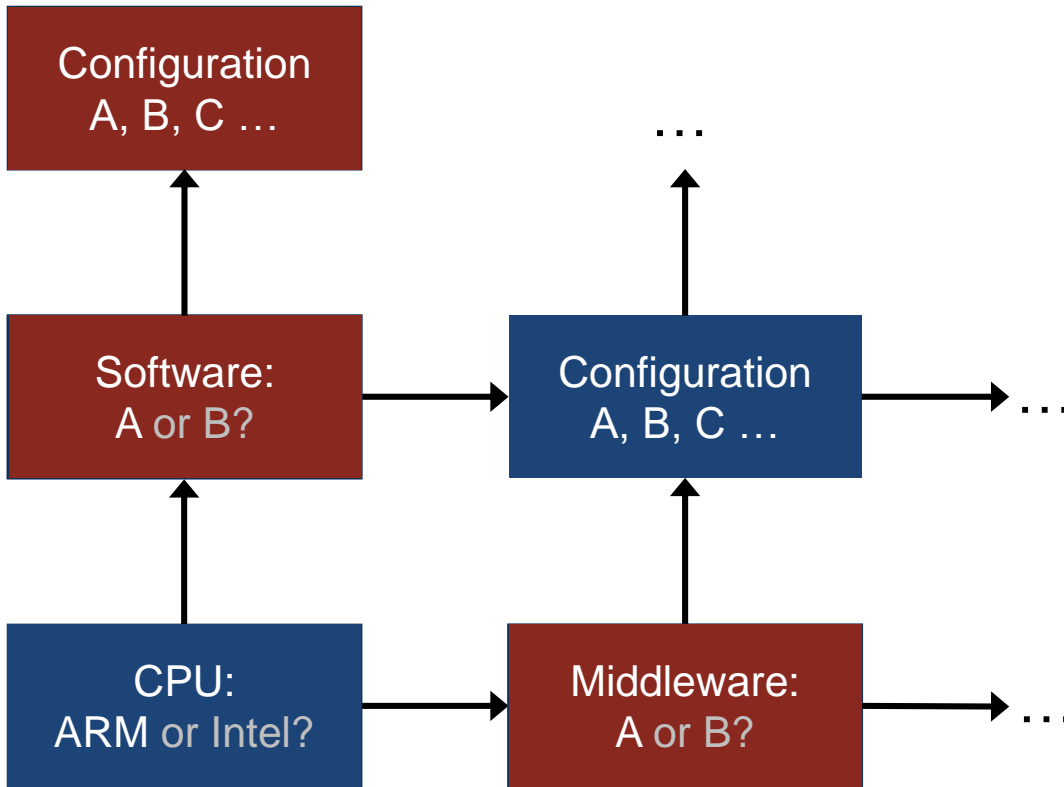 Configuration
A, B, C …
…
Software:
A or B?
Configuration
A, B, C …
…
CPU:
ARM or Intel?
Middleware:
A or B?
…